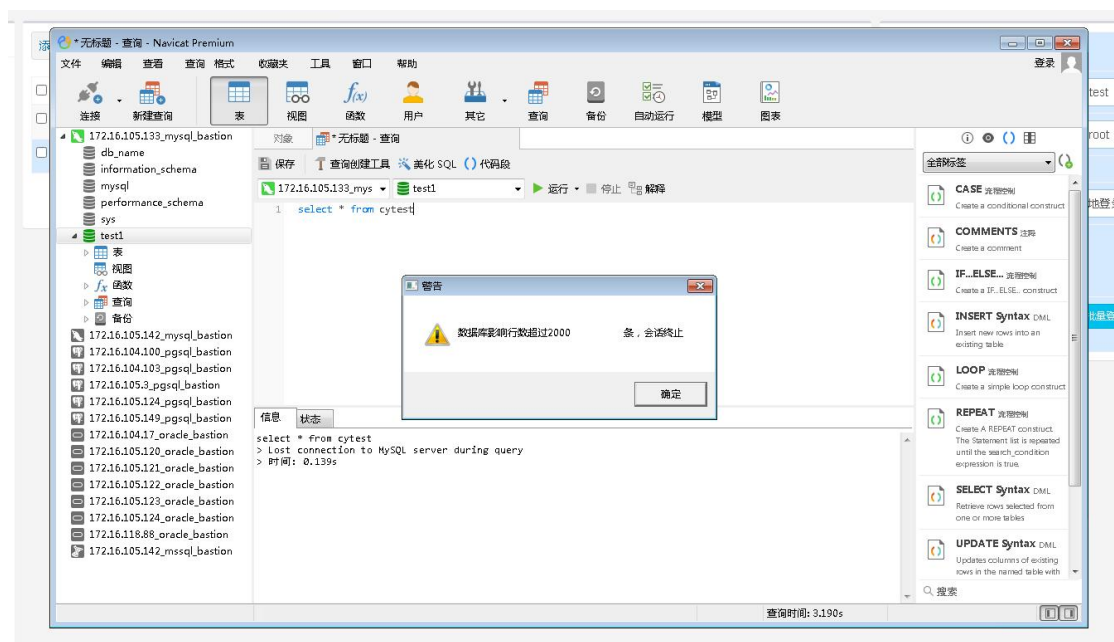 添
* 无标题 - 查询 - Navicat Premium
文件 编辑 查看 查询 格式 收藏夹 工具 窗口 帮助 登录
连接 新建查询 表 视图 函数 用户 其它 查询 备份 自动运行 模型 图表
172.16.105.133_mysql_bastion
db_name
information_schema
mysql
performance_schema
sys
test1
表
视图
函数
查询
备份
172.16.105.142_mysql_bastion
172.16.104.100_pgsql_bastion
172.16.104.103_pgsql_bastion
172.16.105.3_pgsql_bastion
172.16.105.124_pgsql_bastion
172.16.105.149_pgsql_bastion
172.16.104.17_oracle_bastion
172.16.105.120_oracle_bastion
172.16.105.121_oracle_bastion
172.16.105.122_oracle_bastion
172.16.105.123_oracle_bastion
172.16.105.124_oracle_bastion
172.16.118.88_oracle_bastion
172.16.105.142_mssql_bastion
对象 * 无标题 - 查询
保存 查询创建工具 美化 SQL () 代码段
172.16.105.133_mys test1 运行 停止 解释
1 select * from cytest
警告
数据库影响行数超过2000 条，会话终止
确定
信息 状态
select * from cytest
> Lost connection to MySQL server during query
> 时间: 0.139s
全部标签
CASE 流程控制
Create a conditional construct
COMMENTS 注释
Create a comment
IF...ELSE... 流程控制
Create a IF...ELSE... construct
INSERT Syntax DML
Insert new rows into an
existing table
LOOP 流程控制
Create a simple loop construct
REPEAT 流程控制
Create A REPEAT construct.
The Statement list is repeated
until the search_condition
expression is true.
SELECT Syntax DML
Retrieve rows selected from
one or more tables
UPDATE Syntax DML
Updates columns of existing
rows in the named table with
搜索
查询时间: 3.190s
test
root
地登
批量登